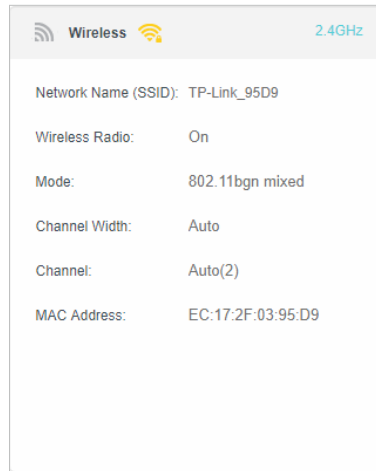 Wireless 2.4GHz
Network Name (SSID): TP-Link_95D9
Wireless Radio: On
Mode: 802.11bgn mixed
Channel Width: Auto
Channel: Auto(2)
MAC Address: EC:17:2F:03:95:D9